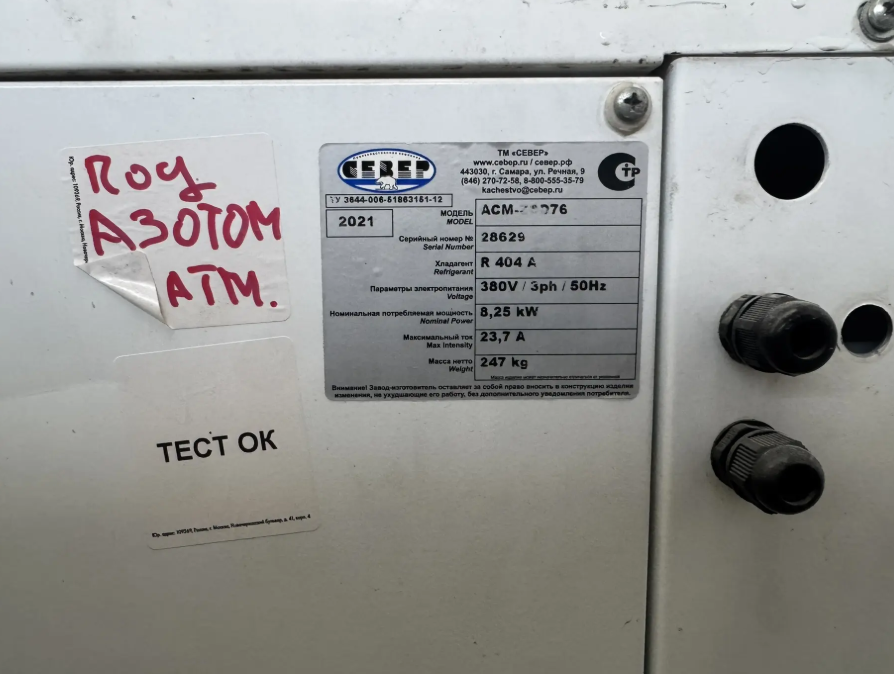 Под
АЗОТОМ
АТМ.
ТЕСТ ОК
СЕВЕР
ТУ 3644-006-51863151-12
2021
ТМ «СЕВЕР»
www.cebep.ru / север.рф
443030, г. Самара, ул. Речная, 9
(846) 270-72-58, 8-800-555-35-79
kachestvo@cebep.ru
СТР
МОДЕЛЬ
MODEL
Серийный номер №
Serial Number
28629
Хладагент
Refrigerant
R 404 A
Параметры электропитания
Voltage
380V / 3ph / 50Hz
Номинальная потребляемая мощность
Nominal Power
8,25 kW
Максимальный ток
Max Intensity
23,7 A
Масса нетто
Weight
247 kg
Внимание! Завод-изготовитель оставляет за собой право вносить в конструкцию изделия
изменения, не ухудшающие его работу, без дополнительного уведомления потребителя.